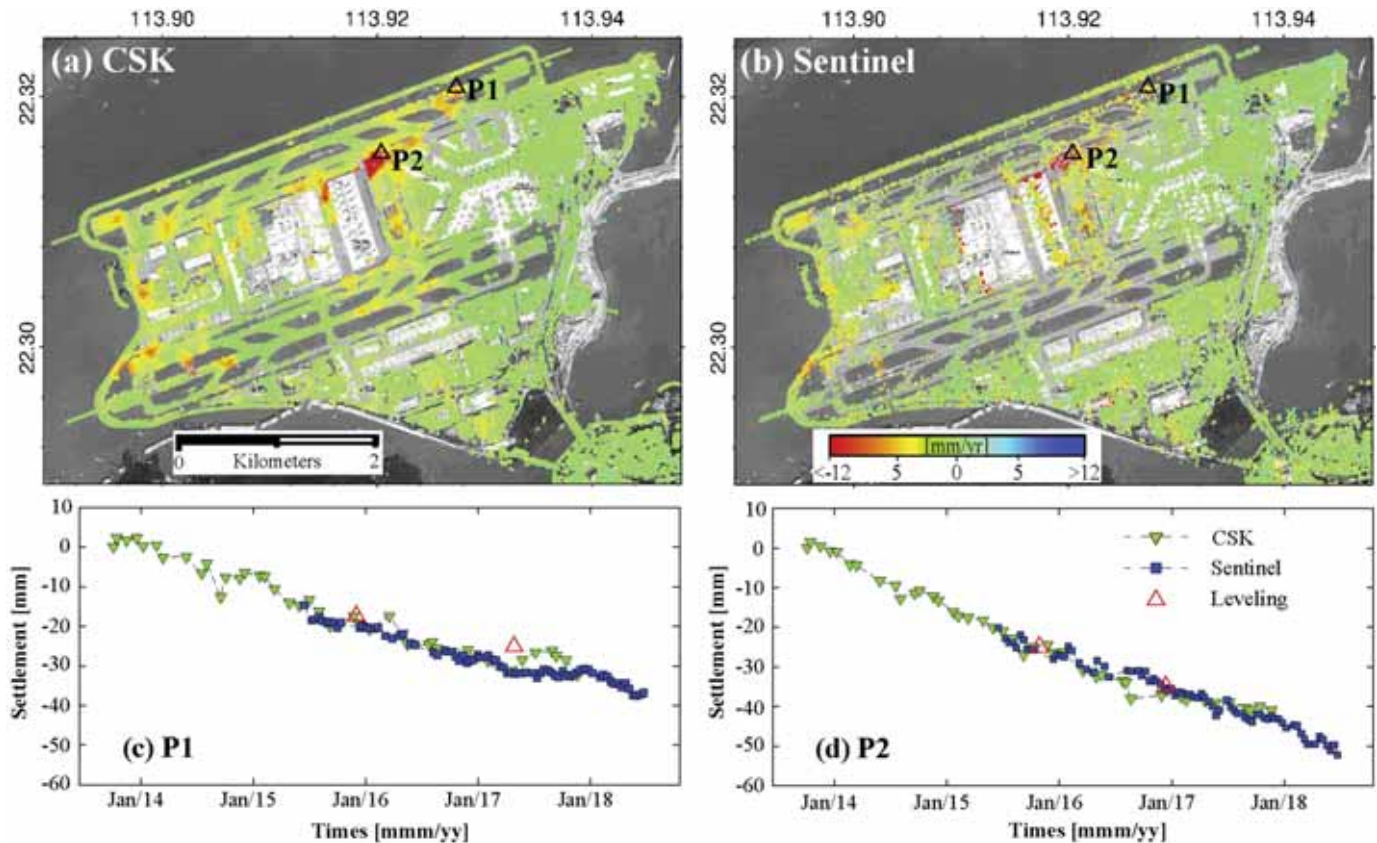 113.90 113.92 113.94 113.90 113.92 113.94
(a) CSK
P1
P2
22.32
22.30
0 Kilometers 2
(b) Sentinel
P1
P2
22.32
22.30
mm/yr
<-12 5 0 5 >12
10
0
-10
-20
-30
-40
-50
-60
Settlement [mm]
(c) P1
Jan/14 Jan/15 Jan/16 Jan/17 Jan/18
Times [mmm/yy]
10
0
-10
-20
-30
-40
-50
-60
Settlement [mm]
CSK
Sentinel
Leveling
(d) P2
Jan/14 Jan/15 Jan/16 Jan/17 Jan/18
Times [mmm/yy]